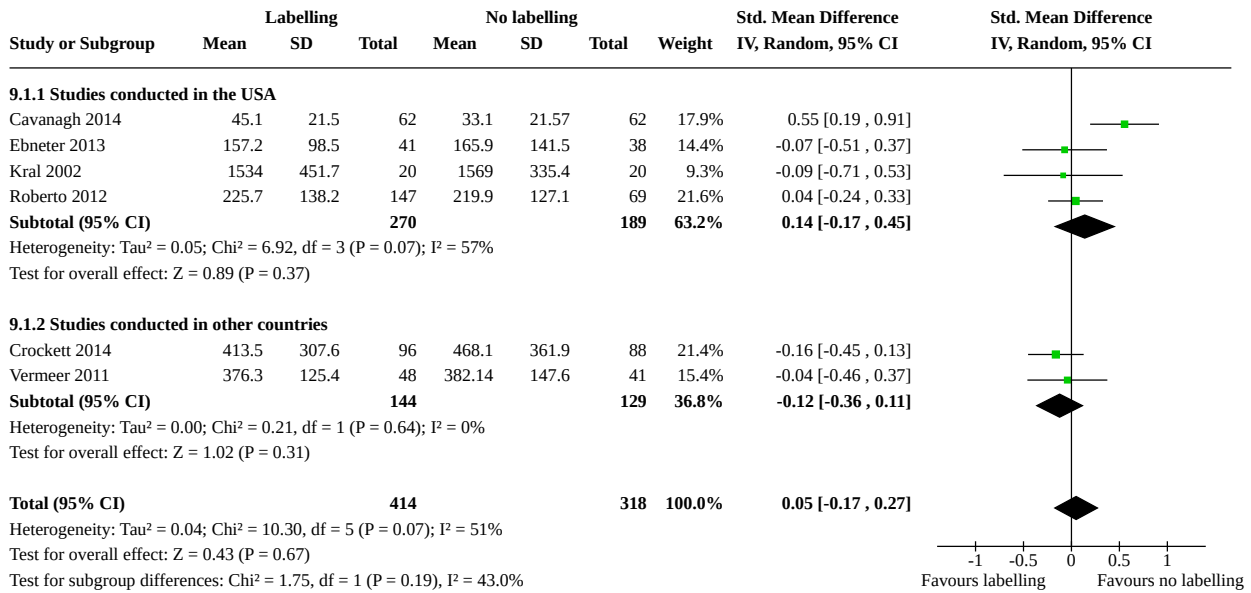 Labelling No labelling Std. Mean Difference Std. Mean Difference
Study or Subgroup Mean SD Total Mean SD Total Weight IV, Random, 95% CI IV, Random, 95% CI
9.1.1 Studies conducted in the USA
Cavanagh 2014 45.1 21.5 62 33.1 21.57 62 17.9% 0.55 [0.19 , 0.91]
Ebneter 2013 157.2 98.5 41 165.9 141.5 38 14.4% -0.07 [-0.51 , 0.37]
Kral 2002 1534 451.7 20 1569 335.4 20 9.3% -0.09 [-0.71 , 0.53]
Roberto 2012 225.7 138.2 147 219.9 127.1 69 21.6% 0.04 [-0.24 , 0.33]
Subtotal (95% CI) 270 189 63.2% 0.14 [-0.17 , 0.45]
Heterogeneity: Tau² = 0.05; Chi² = 6.92, df = 3 (P = 0.07); I² = 57%
Test for overall effect: Z = 0.89 (P = 0.37)
9.1.2 Studies conducted in other countries
Crockett 2014 413.5 307.6 96 468.1 361.9 88 21.4% -0.16 [-0.45 , 0.13]
Vermeer 2011 376.3 125.4 48 382.14 147.6 41 15.4% -0.04 [-0.46 , 0.37]
Subtotal (95% CI) 144 129 36.8% -0.12 [-0.36 , 0.11]
Heterogeneity: Tau² = 0.00; Chi² = 0.21, df = 1 (P = 0.64); I² = 0%
Test for overall effect: Z = 1.02 (P = 0.31)
Total (95% CI) 414 318 100.0% 0.05 [-0.17 , 0.27]
Heterogeneity: Tau² = 0.04; Chi² = 10.30, df = 5 (P = 0.07); I² = 51%
Test for overall effect: Z = 0.43 (P = 0.67)
-1 -0.5 0 0.5 1
Test for subgroup differences: Chi² = 1.75, df = 1 (P = 0.19), I² = 43.0% Favours labelling Favours no labelling